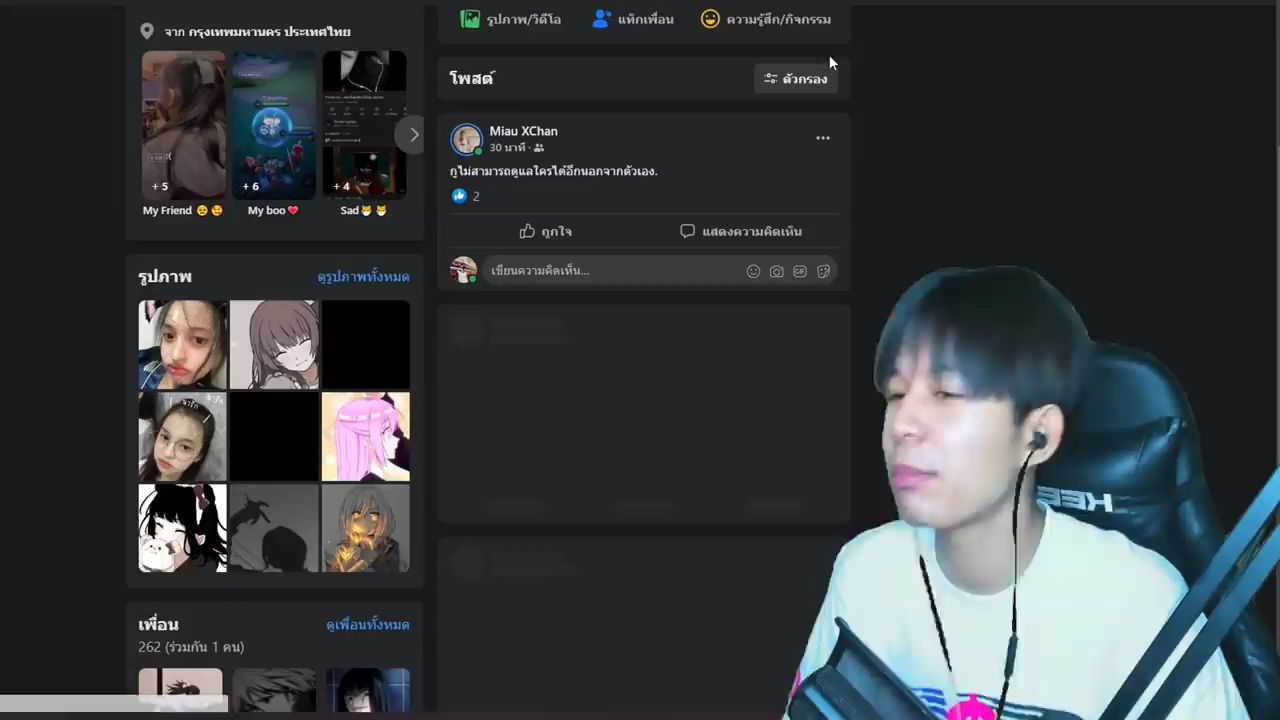 จาก กรุงเทพมหานคร ประเทศไทย
+ 5
+ 6
+ 4
My Friend
My boo
Sad
รูปภาพ
ดูรูปภาพทั้งหมด
เพื่อน
ดูเพื่อนทั้งหมด
262 (ร่วมกัน 1 คน)
รูปภาพ/วิดีโอ
แท็กเพื่อน
ความรู้สึก/กิจกรรม
โพสต์
ตัวกรอง
Miau XChan
30 นาที ·
กูไม่สามารถดูแลใครได้อีกนอกจากตัวเอง.
2
ถูกใจ
แสดงความคิดเห็น
เขียนความคิดเห็น...
GIF